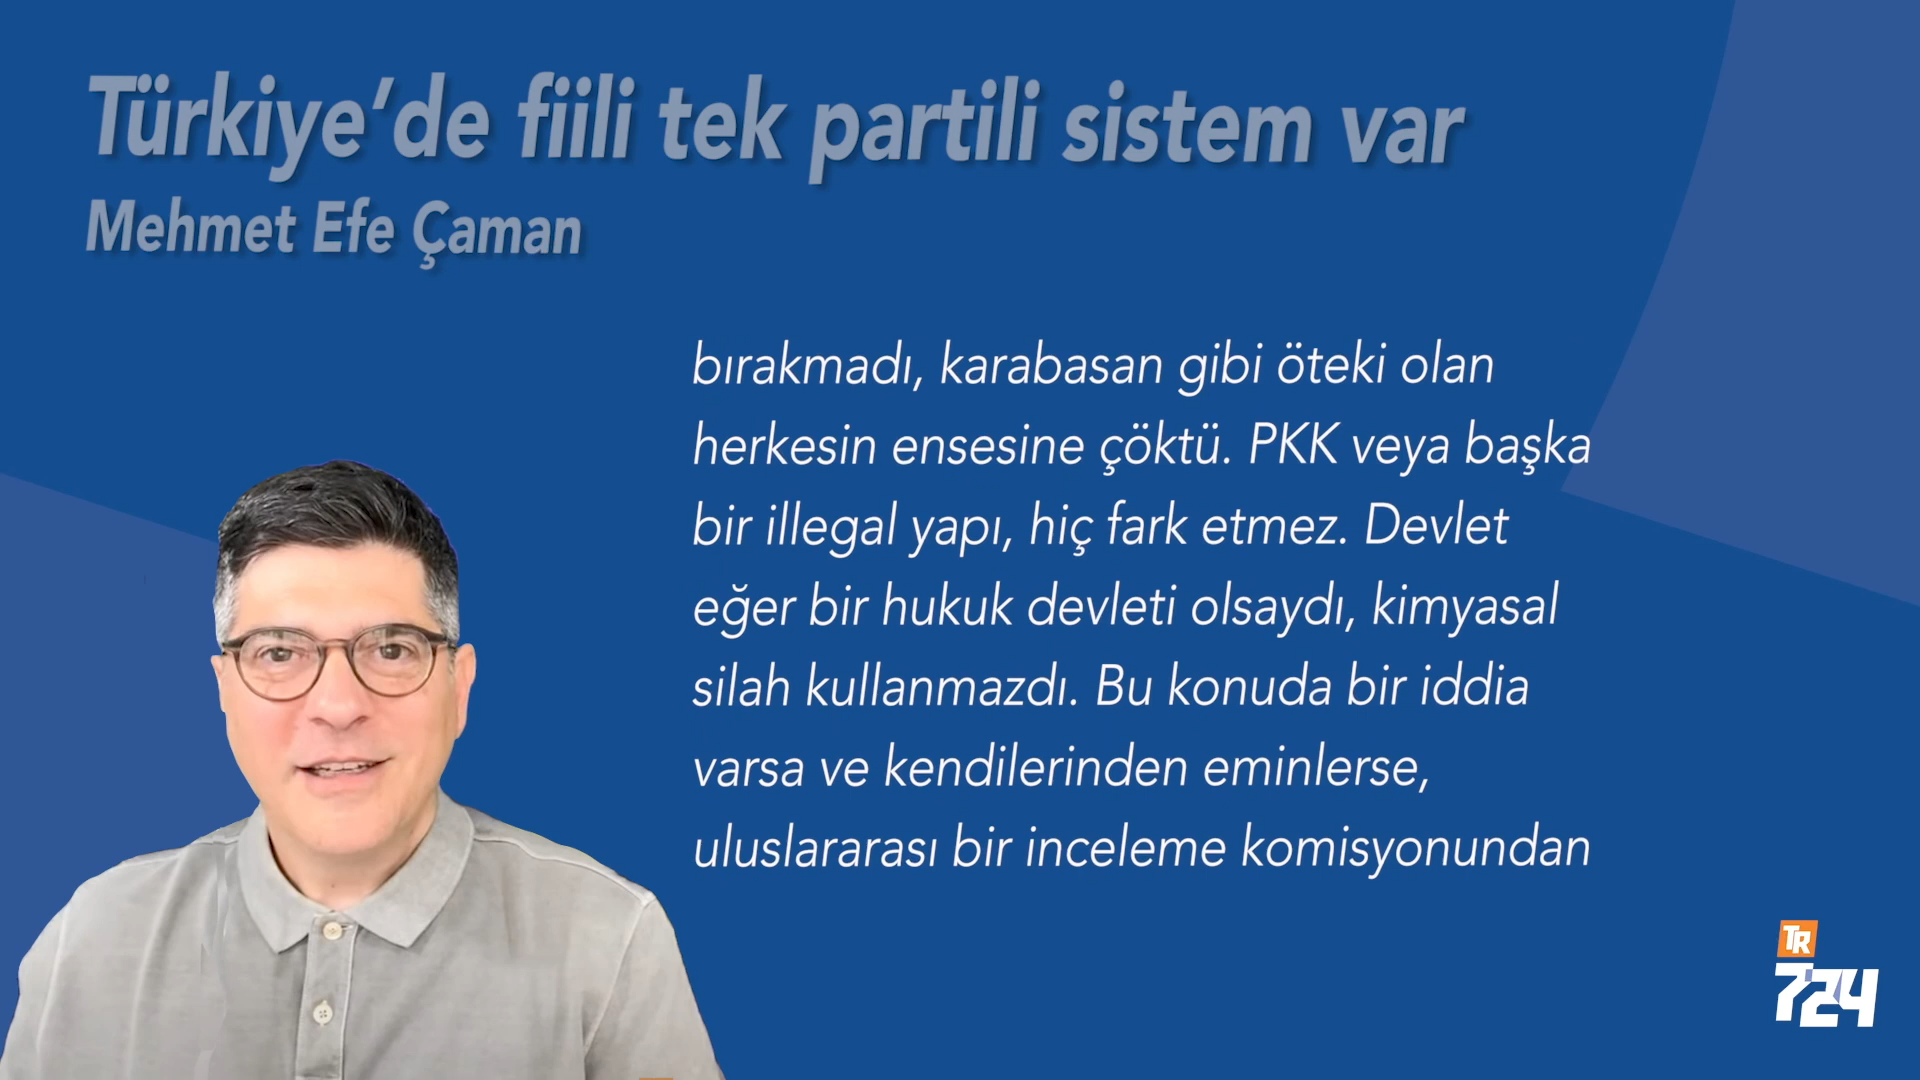 Türkiye’de fiili tek partili sistem var
Mehmet Efe Çaman
bırakmadı, karabasan gibi öteki olan
herkesin ensesine çöktü. PKK veya başka
bir illegal yapı, hiç fark etmez. Devlet
eğer bir hukuk devleti olsaydı, kimyasal
silah kullanmazdı. Bu konuda bir iddia
varsa ve kendilerinden eminlerse,
uluslararası bir inceleme komisyonundan
TR
724